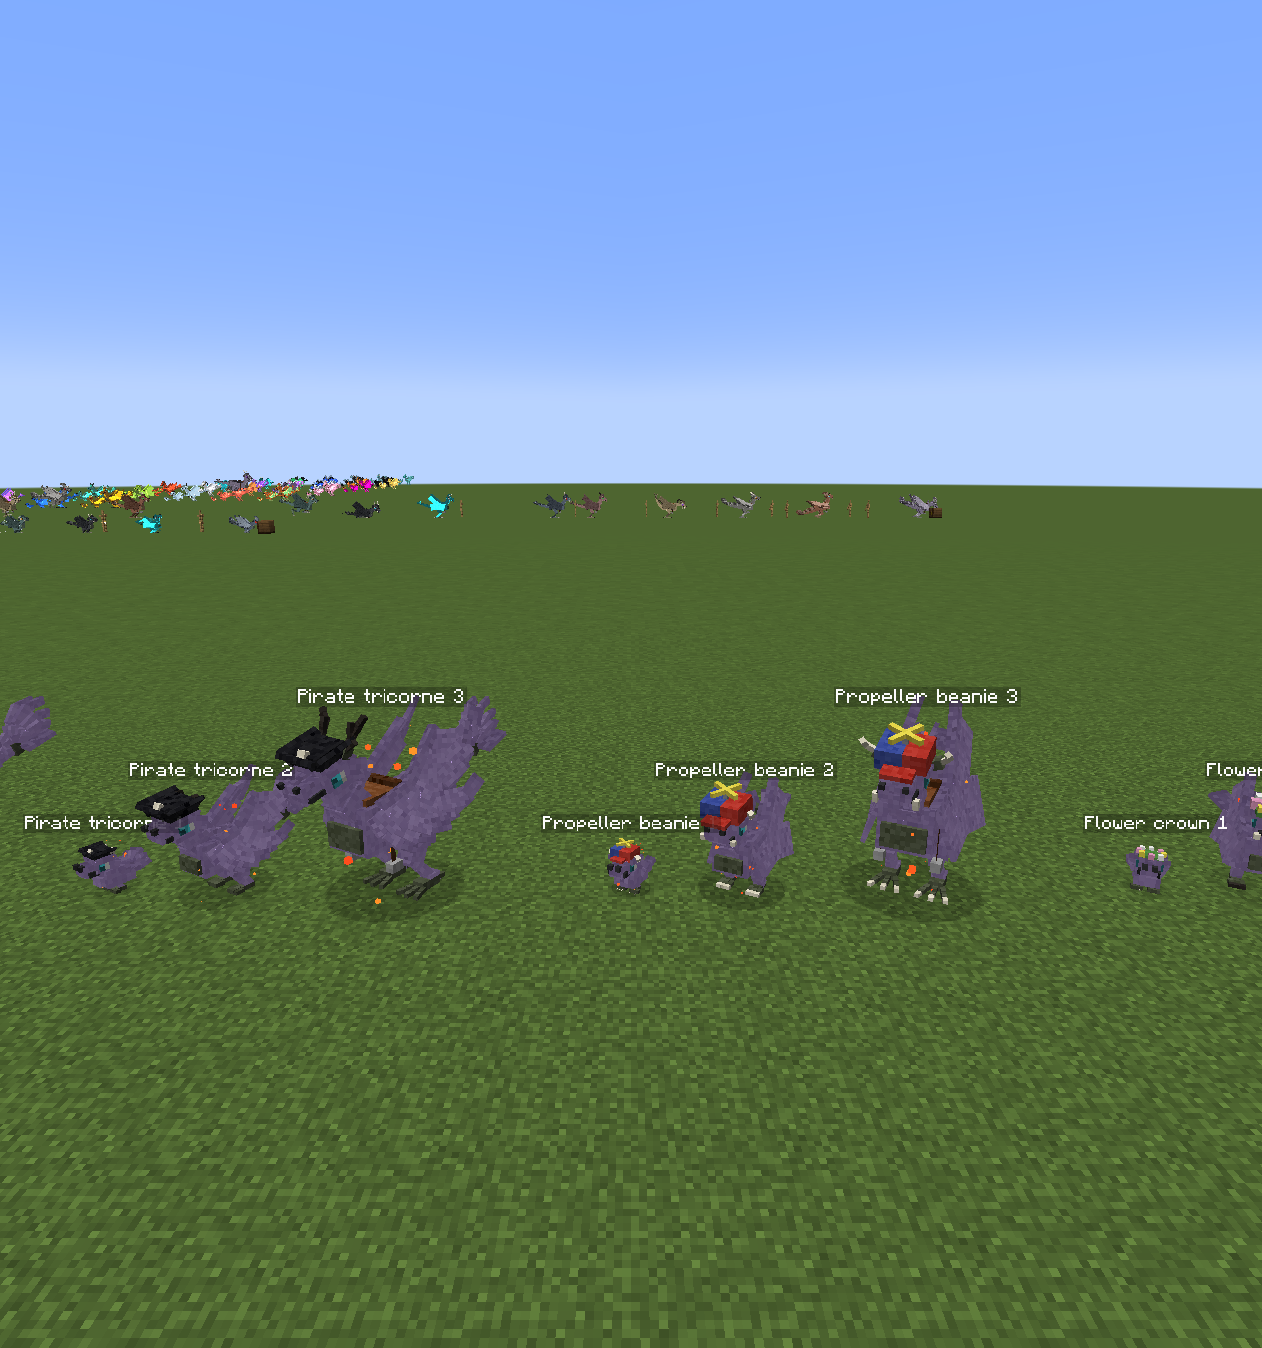 Pirate tricorne 3
Propeller beanie 3
Pirate tricorne 2
Propeller beanie 2
Flower
Pirate tricorn
Propeller beanie
Flower crown 1